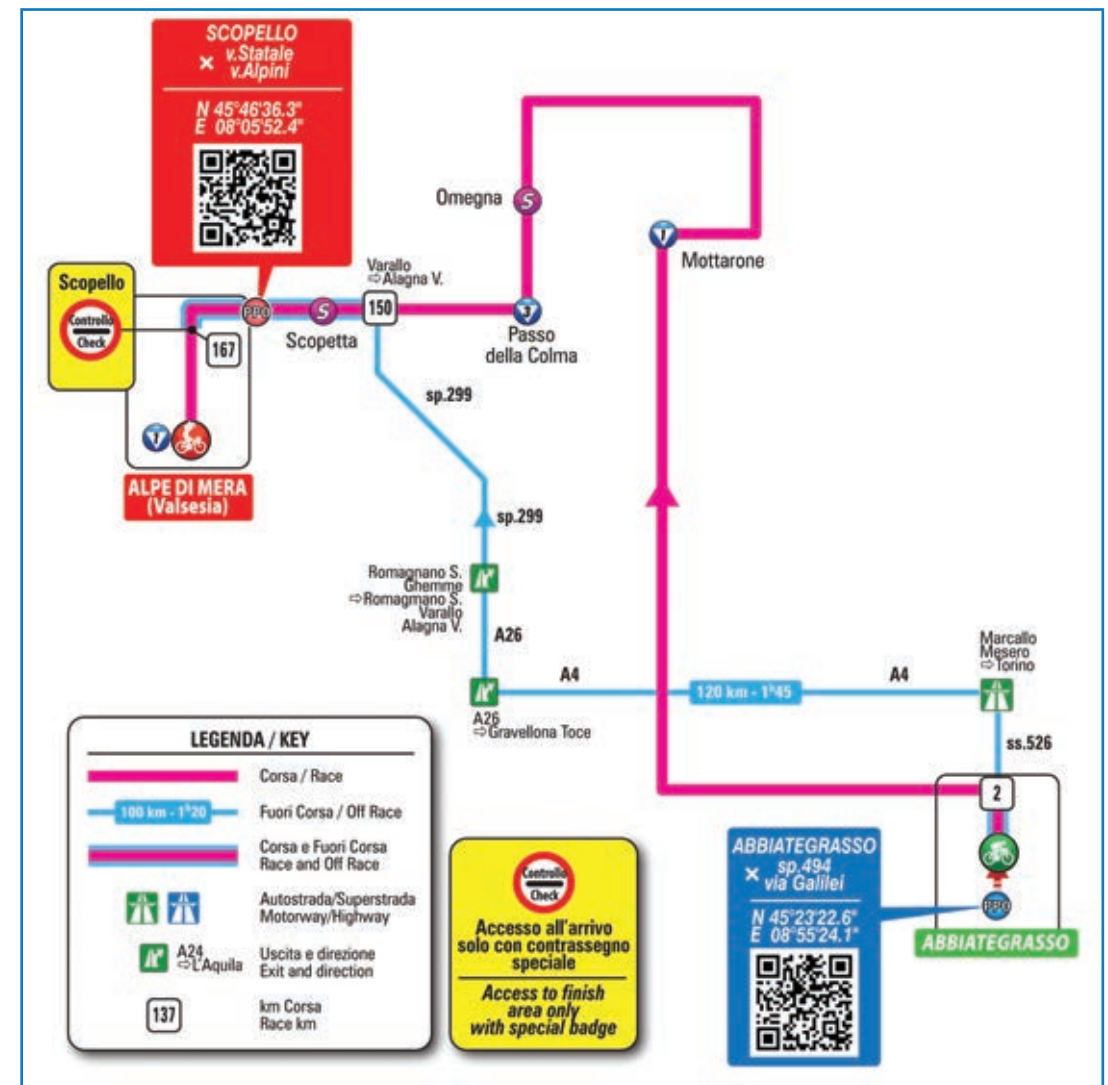 SCOPELLO
× v.Statale
v.Alpini
N 45°46'36.3"
E 08°05'52.4"
Scopello
Controllo
Check
167
PPO
S
Scopetta
Varallo
⇨Alagna V.
150
Omegna
S
3
Passo
della Colma
1
Mottarone
1
ALPE DI MERA
(Valsesia)
sp.299
sp.299
Romagnano S.
Ghemme
⇨Romagmano S.
Varallo
Alagna V.
A26
A26
⇨Gravellona Toce
A4
120 km - 1ʰ45
A4
Marcallo
Mesero
⇨Torino
ss.526
2
PPO
ABBIATEGRASSO
ABBIATEGRASSO
× sp.494
via Galilei
N 45°23'22.6"
E 08°55'24.1"
LEGENDA / KEY
Corsa / Race
100 km - 1ʰ20
Fuori Corsa / Off Race
Corsa e Fuori Corsa
Race and Off Race
Autostrada/Superstrada
Motorway/Highway
A24
⇨L'Aquila
Uscita e direzione
Exit and direction
137
km Corsa
Race km
Controllo
Check
Accesso all'arrivo
solo con contrassegno
speciale
Access to finish
area only
with special badge